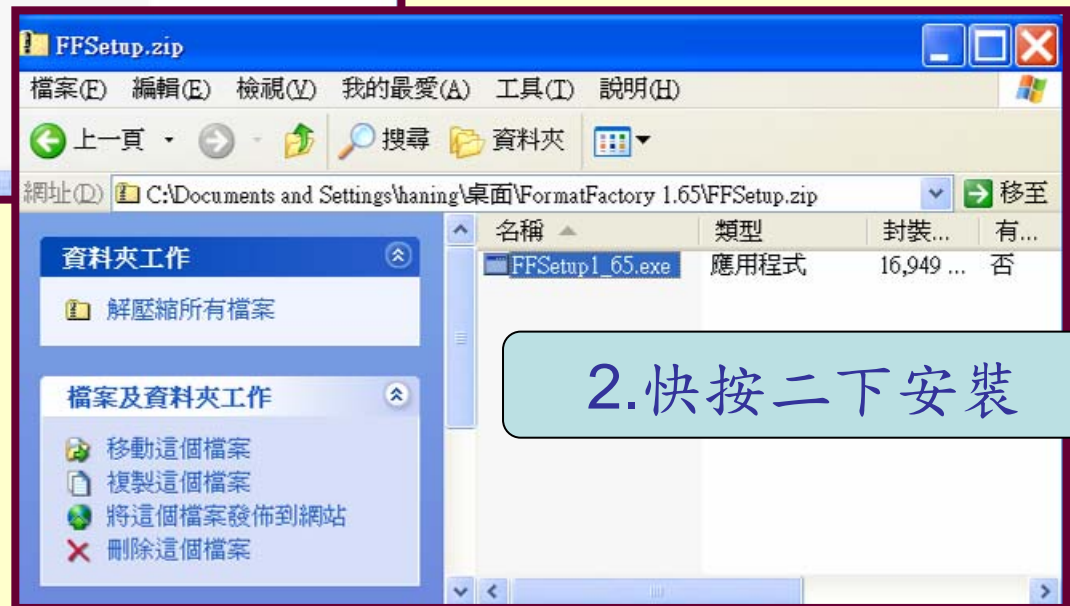 FFSetup.zip
檔案(F) 編輯(E) 檢視(V) 我的最愛(A) 工具(T) 說明(H)
上一頁 搜尋 資料夾
網址(D) C:\Documents and Settings\haning\桌面\FormatFactory 1.65\FFSetup.zip 移至
名稱 類型 封裝... 有...
資料夾工作
FFSetup1_65.exe 應用程式 16,949 ... 否
解壓縮所有檔案
2.快按二下安裝
檔案及資料夾工作
移動這個檔案
複製這個檔案
將這個檔案發佈到網站
刪除這個檔案